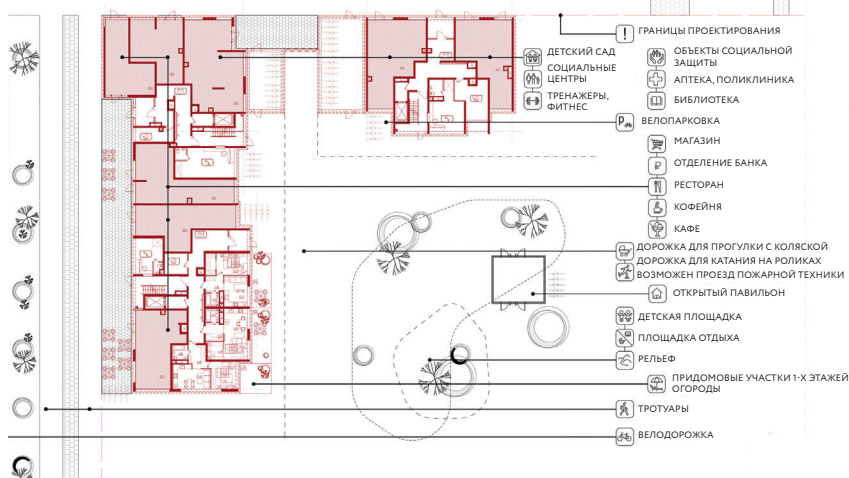 ГРАНИЦЫ ПРОЕКТИРОВАНИЯ
ДЕТСКИЙ САД
СОЦИАЛЬНЫЕ
ЦЕНТРЫ
ТРЕНАЖЕРЫ,
ФИТНЕС
ОБЪЕКТЫ СОЦИАЛЬНОЙ
ЗАЩИТЫ
АПТЕКА, ПОЛИКЛИНИКА
БИБЛИОТЕКА
ВЕЛОПАРКОВКА
МАГАЗИН
ОТДЕЛЕНИЕ БАНКА
РЕСТОРАН
КОФЕЙНЯ
КАФЕ
ДОРОЖКА ДЛЯ ПРОГУЛКИ С КОЛЯСКОЙ
ДОРОЖКА ДЛЯ КАТАНИЯ НА РОЛИКАХ
ВОЗМОЖЕН ПРОЕЗД ПОЖАРНОЙ ТЕХНИКИ
ОТКРЫТЫЙ ПАВИЛЬОН
ДЕТСКАЯ ПЛОЩАДКА
ПЛОЩАДКА ОТДЫХА
РЕЛЬЕФ
ПРИДОМОВЫЕ УЧАСТКИ 1-Х ЭТАЖЕЙ
ОГОРОДЫ
ТРОТУАРЫ
ВЕЛОДОРОЖКА